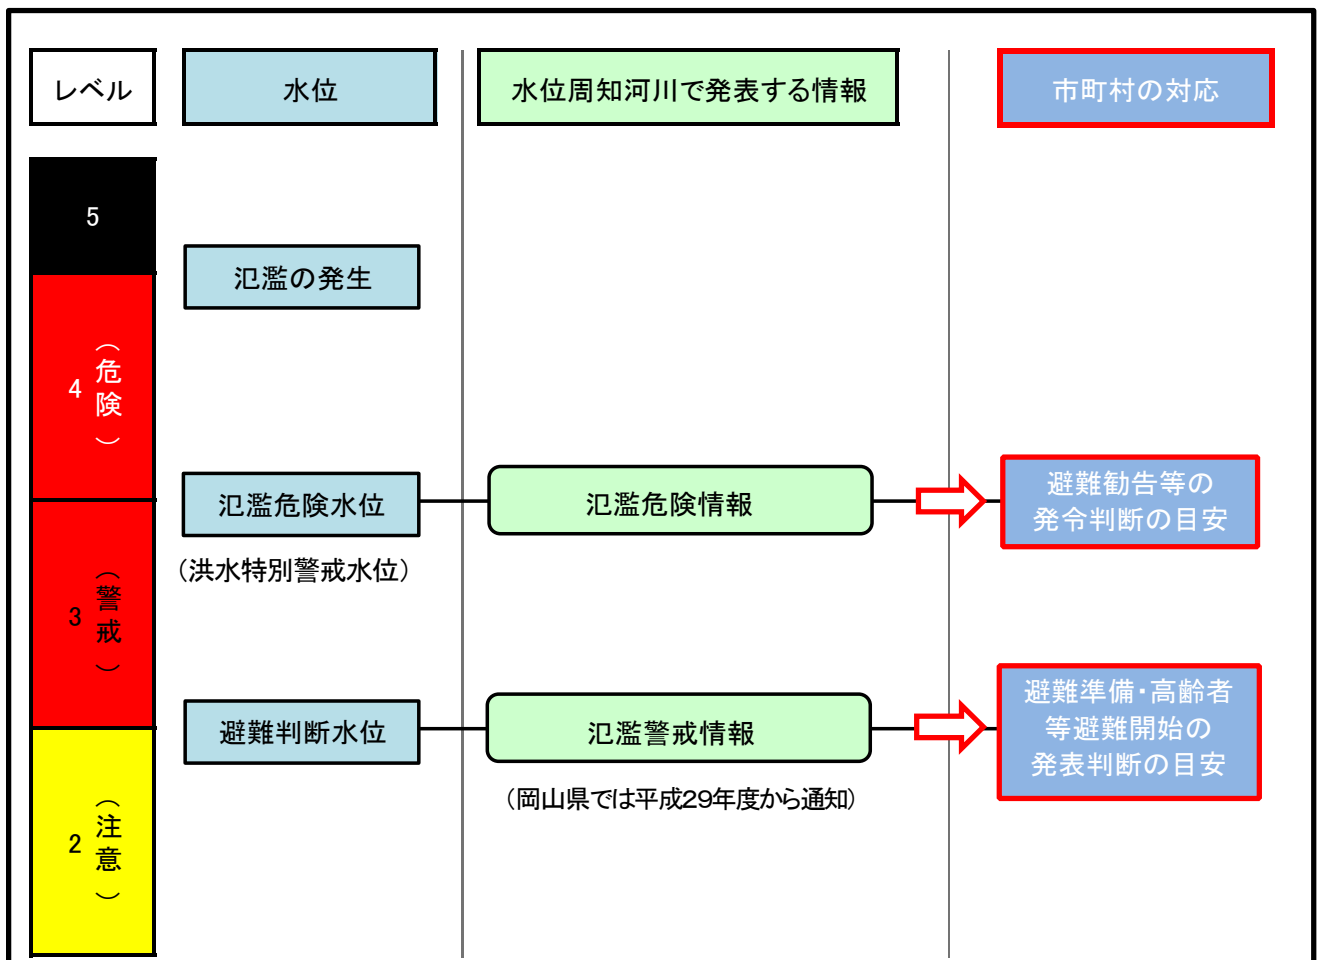 レベル
水位
水位周知河川で発表する情報
市町村の対応
5
氾濫の発生
4
（危険）
氾濫危険水位
氾濫危険情報
避難勧告等の
発令判断の目安
（洪水特別警戒水位）
3
（警戒）
避難判断水位
氾濫警戒情報
避難準備・高齢者
等避難開始の
発表判断の目安
（岡山県では平成29年度から通知）
2
（注意）